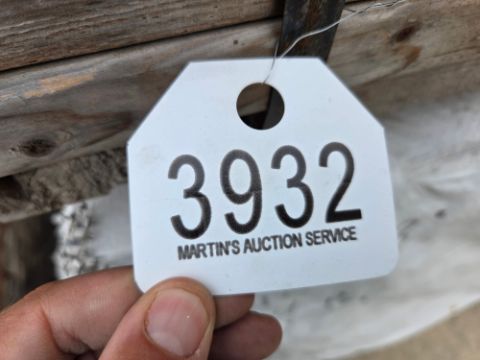 3932
MARTIN'S AUCTION SERVICE